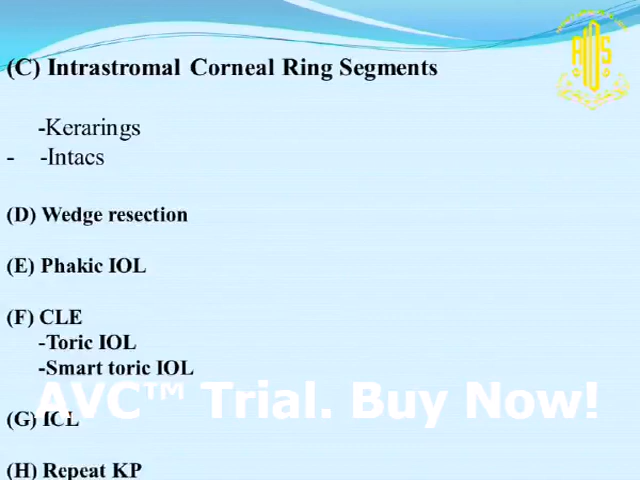 (C) Intrastromal Corneal Ring Segments
-Kerarings
- -Intacs
(D) Wedge resection
(E) Phakic IOL
(F) CLE
-Toric IOL
-Smart toric IOL
AVC™ Trial. Buy Now!
(G) ICL
(H) Repeat KP